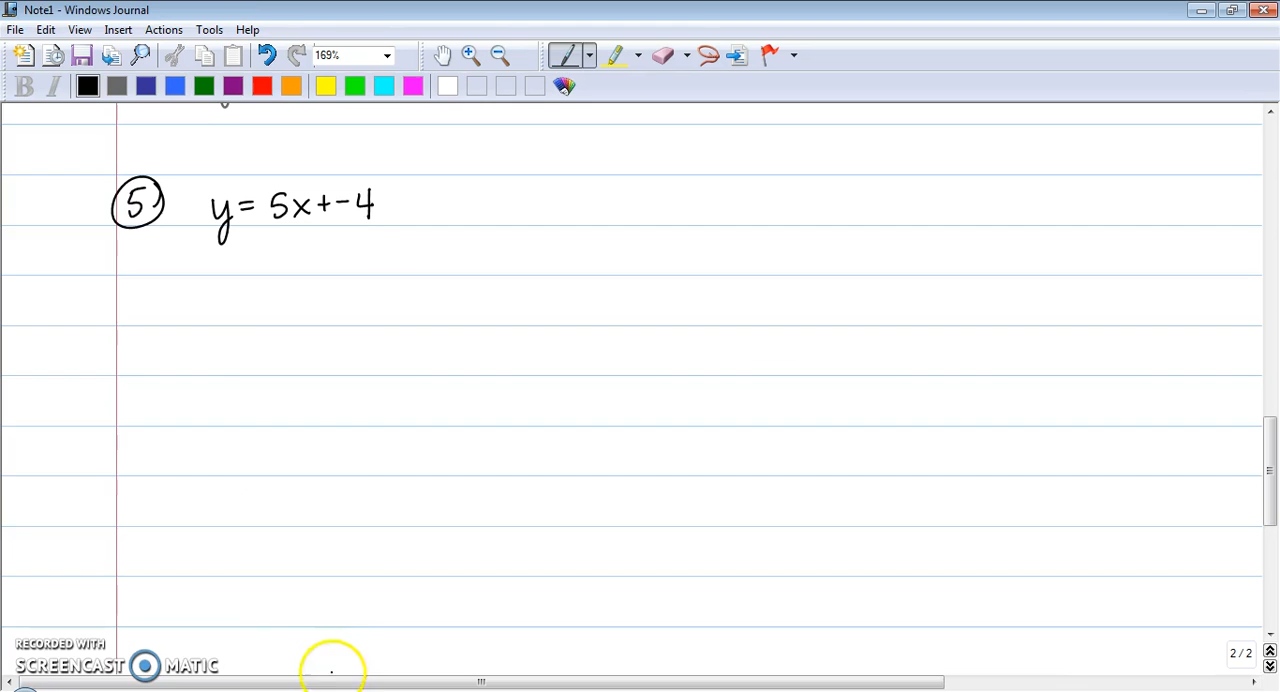 Note1 - Windows Journal
File Edit View Insert Actions Tools Help
169%
B I
5 y = 5x + -4
RECORDED WITH
SCREENCAST MATIC
2 / 2